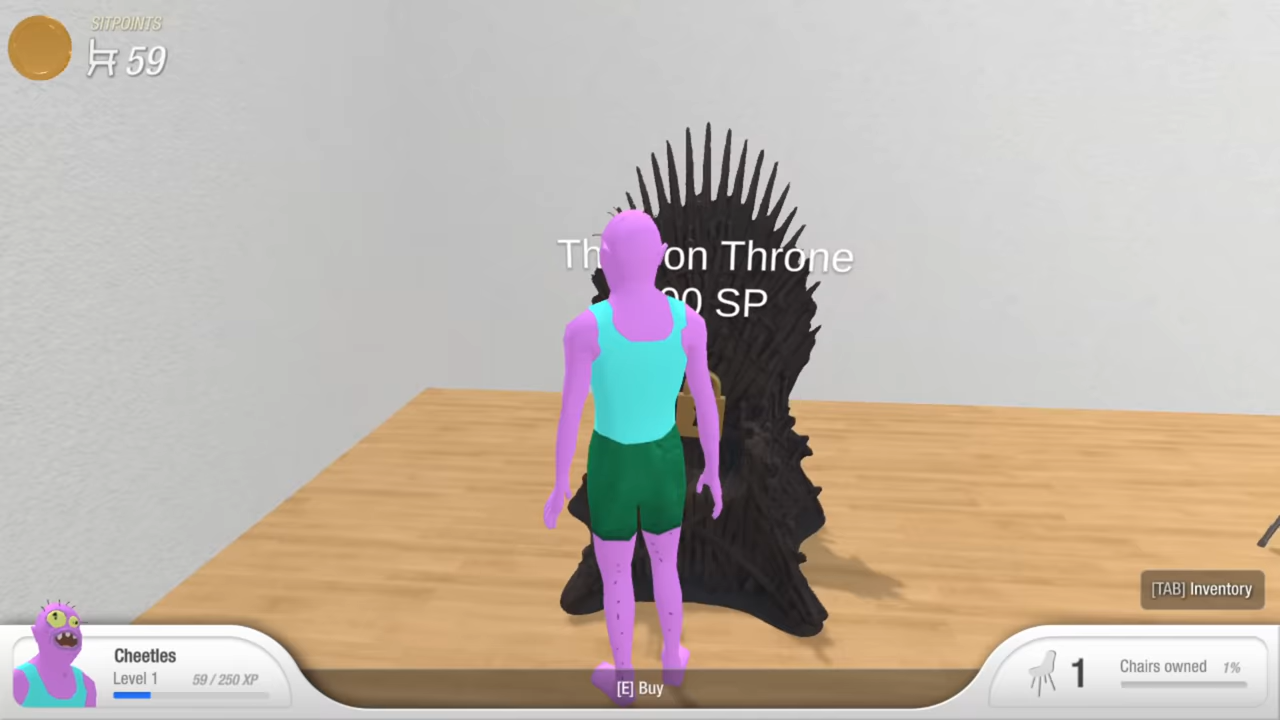 SITPOINTS
59
Th on Throne
00 SP
[TAB] Inventory
Cheetles
Level 1 59 / 250 XP
[E] Buy
1 Chairs owned 1%